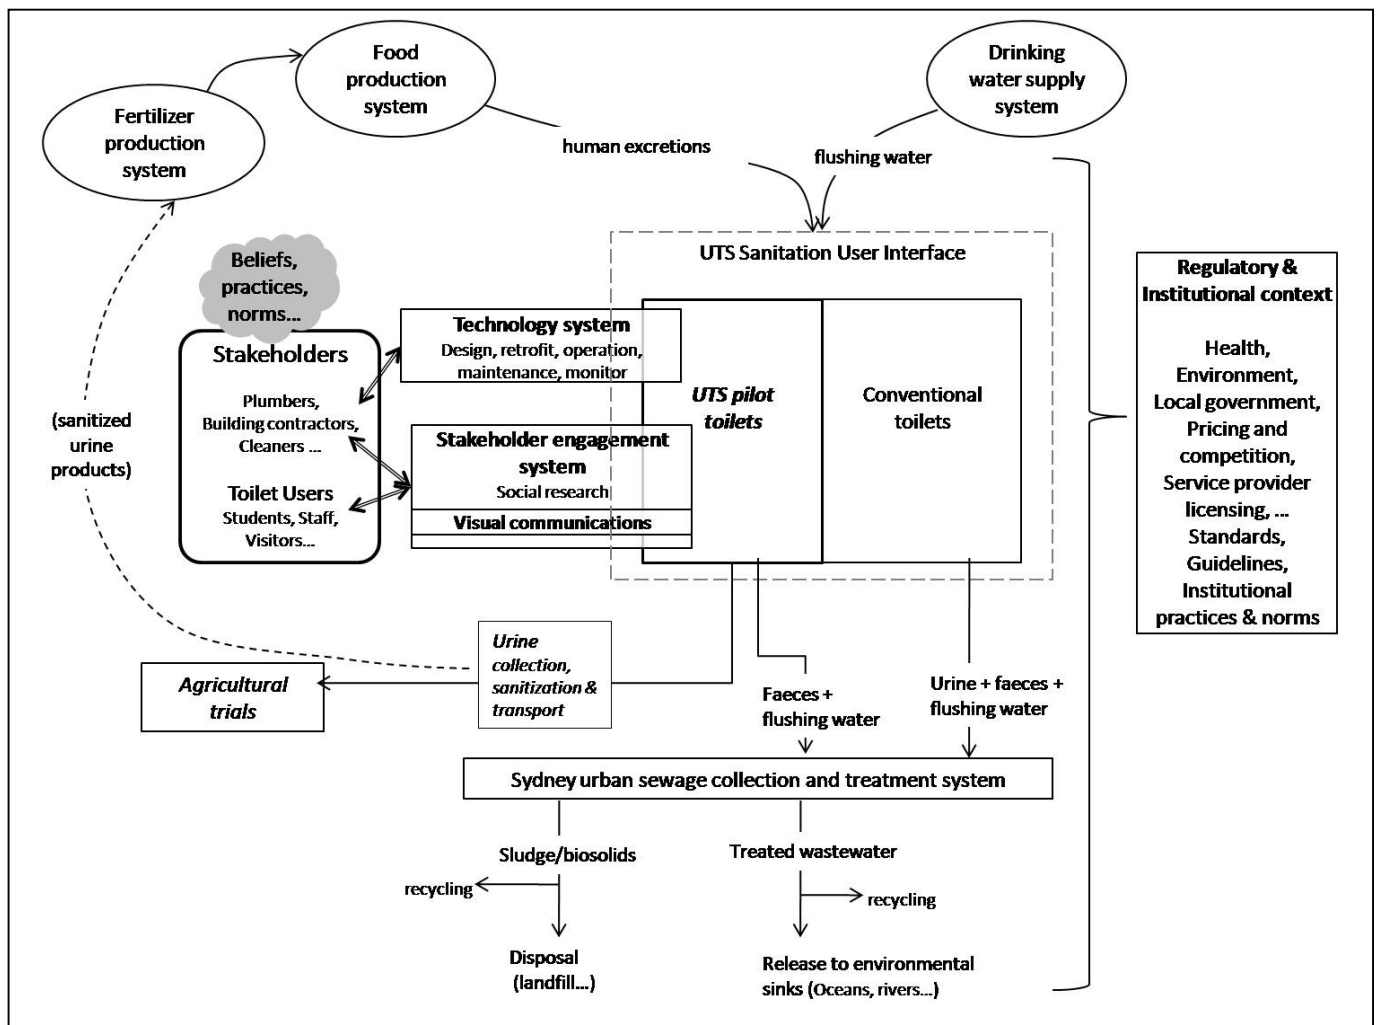 Food
production
system
Drinking
water supply
system
Fertilizer
production
system
human excretions
flushing water
UTS Sanitation User Interface
Beliefs,
practices,
norms...
Regulatory &
Institutional context
Health,
Environment,
Local government,
Pricing and
competition,
Service provider
licensing, ...
Standards,
Guidelines,
Institutional
practices & norms
Stakeholders
Plumbers,
Building contractors,
Cleaners ...
Toilet Users
Students, Staff,
Visitors...
Technology system
Design, retrofit, operation,
maintenance, monitor
Stakeholder engagement
system
Social research
Visual communications
UTS pilot
toilets
Conventional
toilets
(sanitized
urine
products)
Agricultural
trials
Urine
collection,
sanitization &
transport
Faeces +
flushing water
Urine + faeces +
flushing water
Sydney urban sewage collection and treatment system
Sludge/biosolids
Treated wastewater
recycling
recycling
Disposal
(landfill...)
Release to environmental
sinks (Oceans, rivers...)